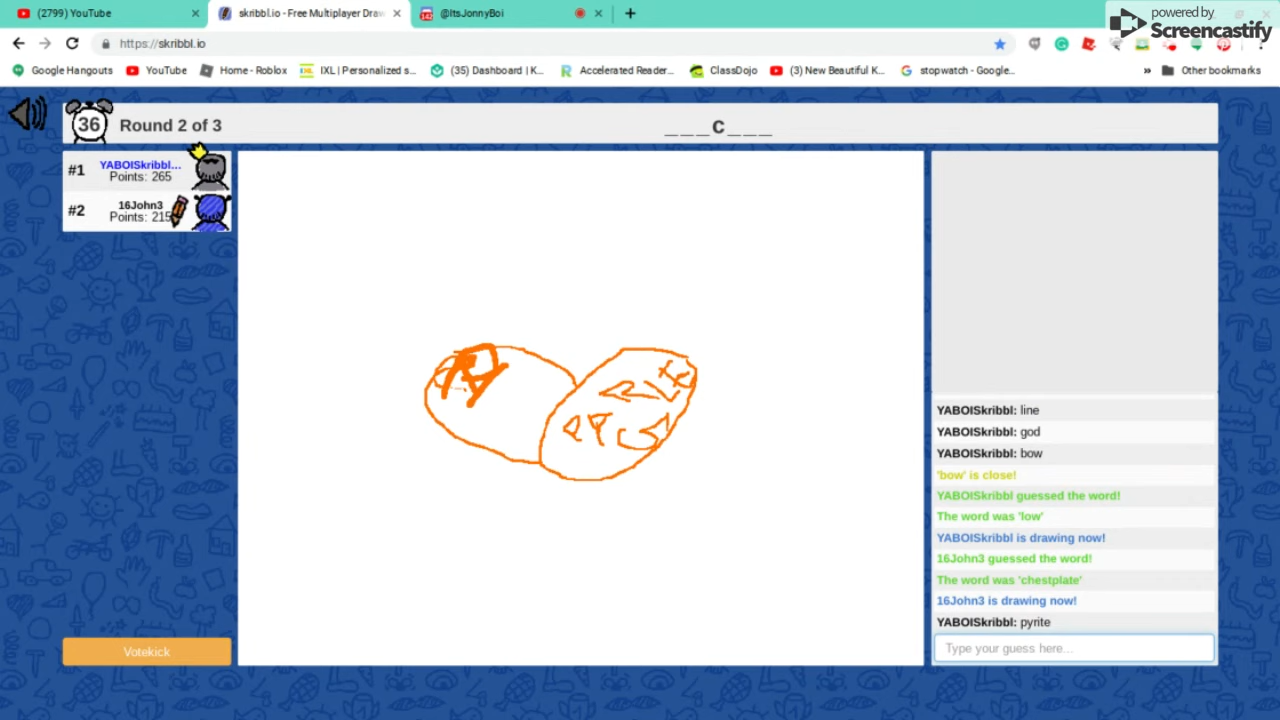 powered by
Screencastify
(2799) YouTube
skribbl.io - Free Multiplayer Draw
@ItsJonnyBoi
https://skribbl.io
Google Hangouts
YouTube
Home - Roblox
IXL | Personalized s...
(35) Dashboard | K...
Accelerated Reader...
ClassDojo
(3) New Beautiful K...
stopwatch - Google...
»
Other bookmarks
36
Round 2 of 3
___c___
#1
YABOISkribbl...
Points: 265
#2
16John3
Points: 215
YABOISkribbl: line
YABOISkribbl: god
YABOISkribbl: bow
'bow' is close!
YABOISkribbl guessed the word!
The word was 'low'
YABOISkribbl is drawing now!
16John3 guessed the word!
The word was 'chestplate'
16John3 is drawing now!
YABOISkribbl: pyrite
Type your guess here...
Votekick